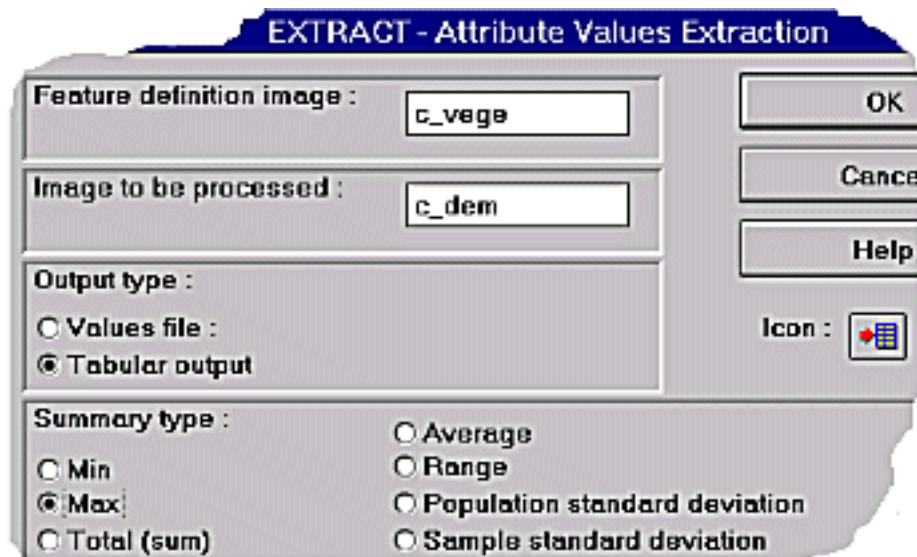 EXTRACT - Attribute Values Extraction
Feature definition image :
c_vege
OK
Image to be processed :
c_dem
Cance
Help
Output type :
Values file :
Tabular output
Icon :
Summary type :
Average
Min
Range
Max
Population standard deviation
Total (sum)
Sample standard deviation